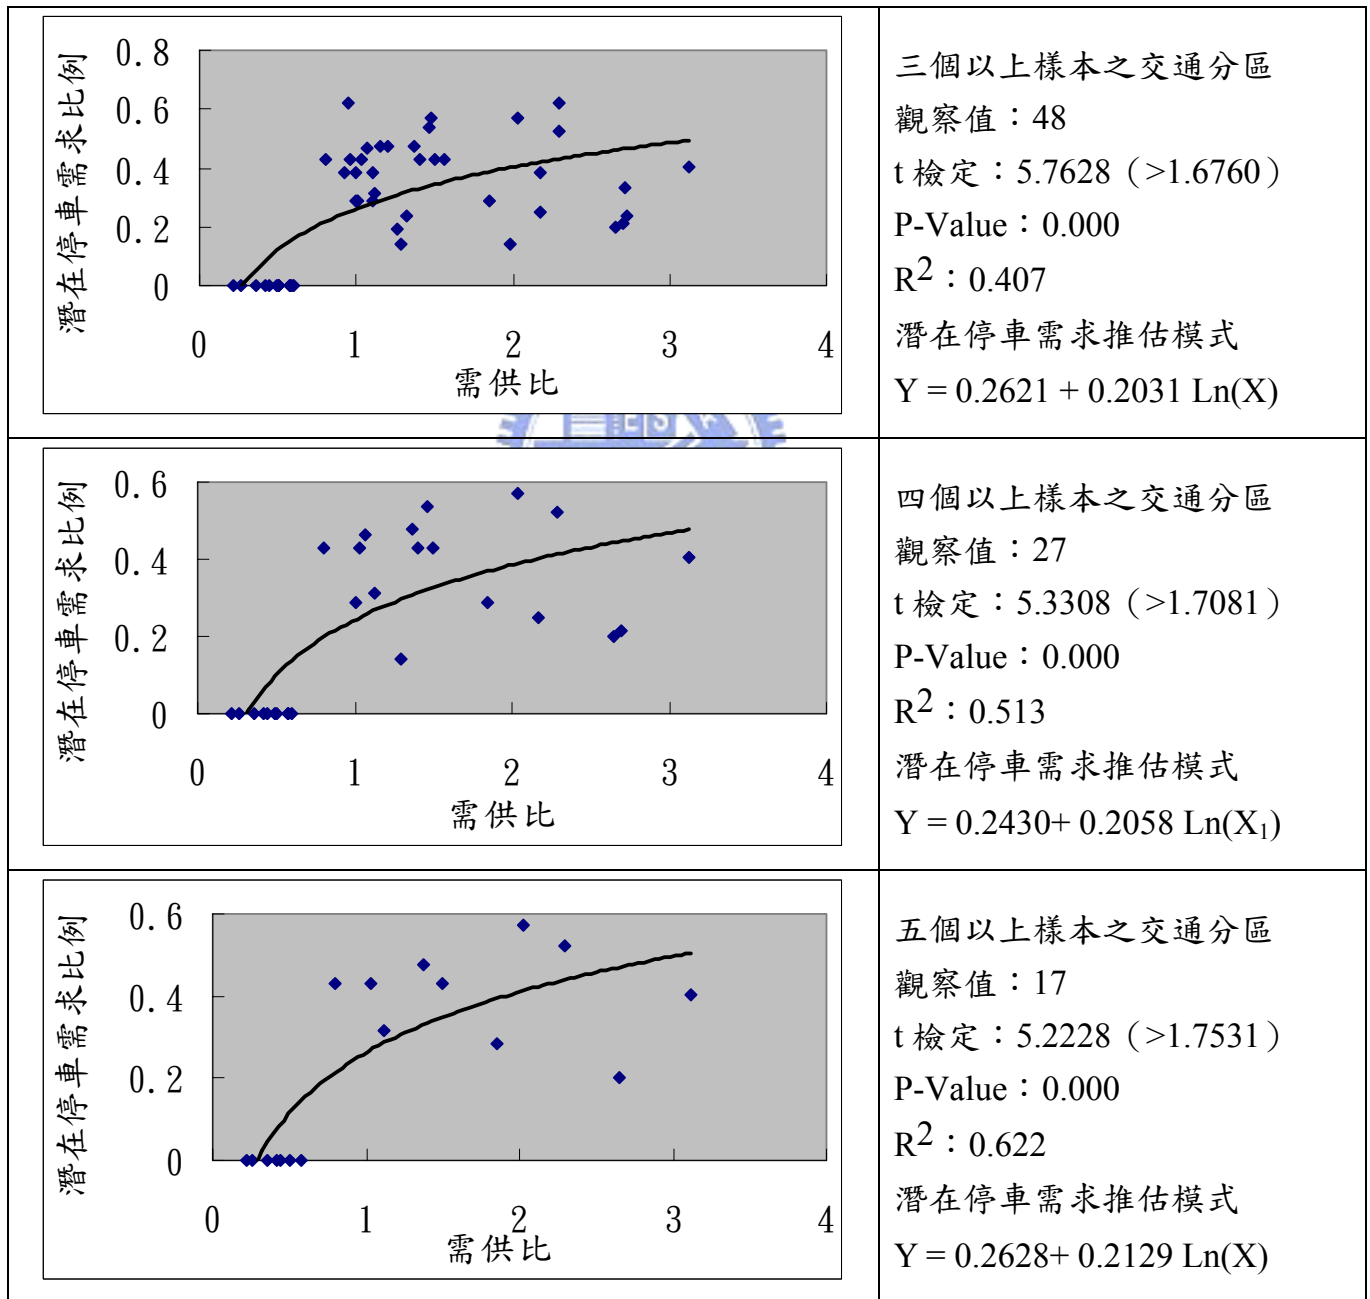 潛在停車需求比例
0.8
0.6
0.4
0.2
0
0 1 2 3 4
需供比
三個以上樣本之交通分區
觀察值：48
t 檢定：5.7628（>1.6760）
P-Value：0.000
R2：0.407
潛在停車需求推估模式
Y = 0.2621 + 0.2031 Ln(X)
潛在停車需求比例
0.6
0.4
0.2
0
0 1 2 3 4
需供比
四個以上樣本之交通分區
觀察值：27
t 檢定：5.3308（>1.7081）
P-Value：0.000
R2：0.513
潛在停車需求推估模式
Y = 0.2430+ 0.2058 Ln(X₁)
潛在停車需求比例
0.6
0.4
0.2
0
0 1 2 3 4
需供比
五個以上樣本之交通分區
觀察值：17
t 檢定：5.2228（>1.7531）
P-Value：0.000
R2：0.622
潛在停車需求推估模式
Y = 0.2628+ 0.2129 Ln(X)